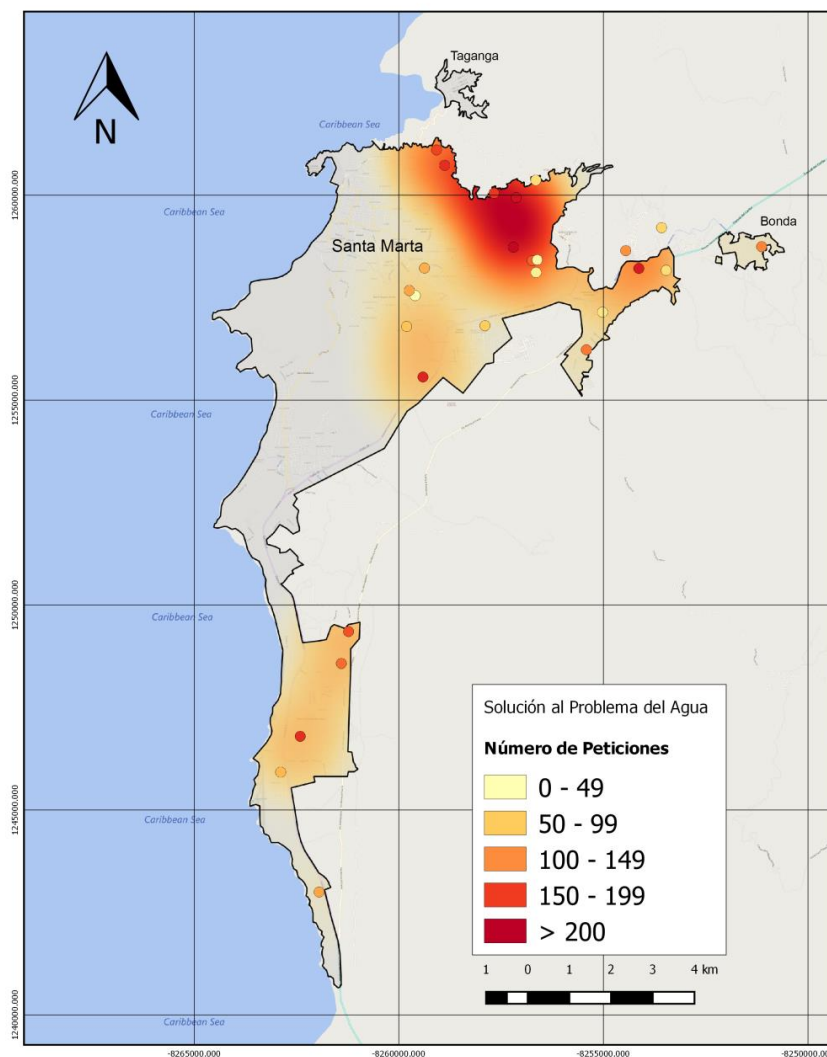 Taganga
Caribbean Sea
N
Caribbean Sea
Bonda
Santa Marta
Caribbean Sea
Caribbean Sea
Caribbean Sea
Caribbean Sea
1260000.000
1255000.000
1250000.000
1245000.000
1240000.000
Solución al Problema del Agua
Número de Peticiones
0 - 49
50 - 99
100 - 149
150 - 199
> 200
1 0 1 2 3 4 km
-8265000.000 -8260000.000 -8255000.000 -825000